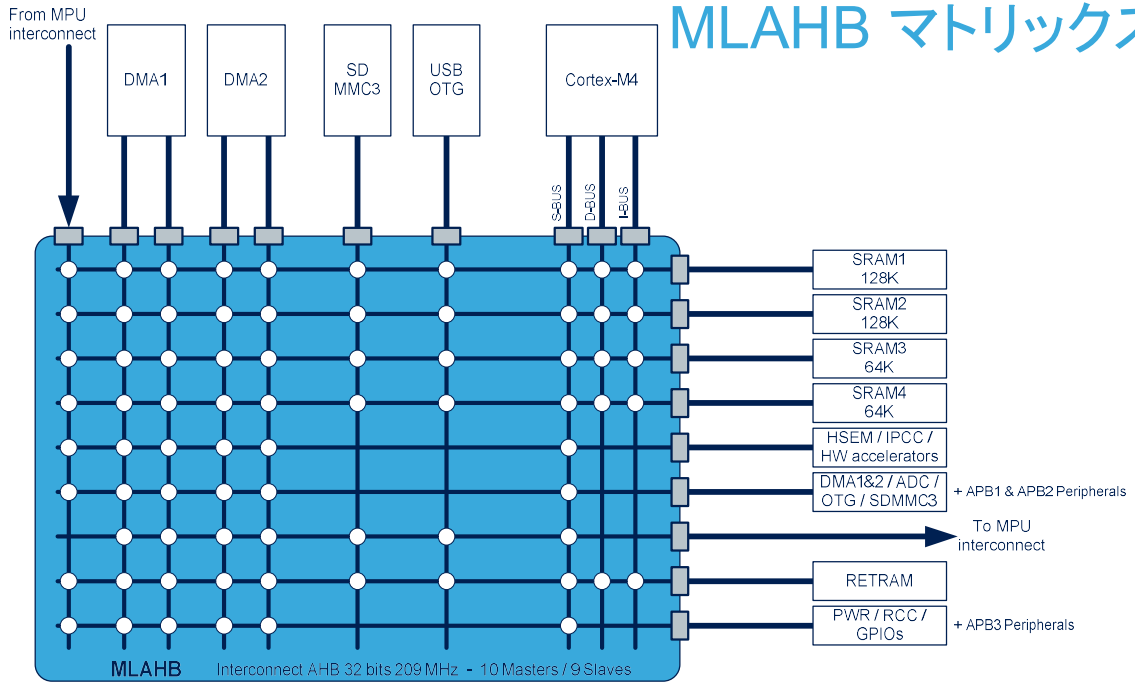 MLAHB マトリックス
From MPU
interconnect
DMA1
DMA2
SD
MMC3
USB
OTG
Cortex-M4
S-BUS
D-BUS
I-BUS
SRAM1
128K
SRAM2
128K
SRAM3
64K
SRAM4
64K
HSEM / IPCC /
HW accelerators
DMA1&2 / ADC /
OTG / SDMMC3
+ APB1 & APB2 Peripherals
To MPU
interconnect
RETRAM
PWR / RCC /
GPIOs
+ APB3 Peripherals
MLAHB Interconnect AHB 32 bits 209 MHz - 10 Masters / 9 Slaves